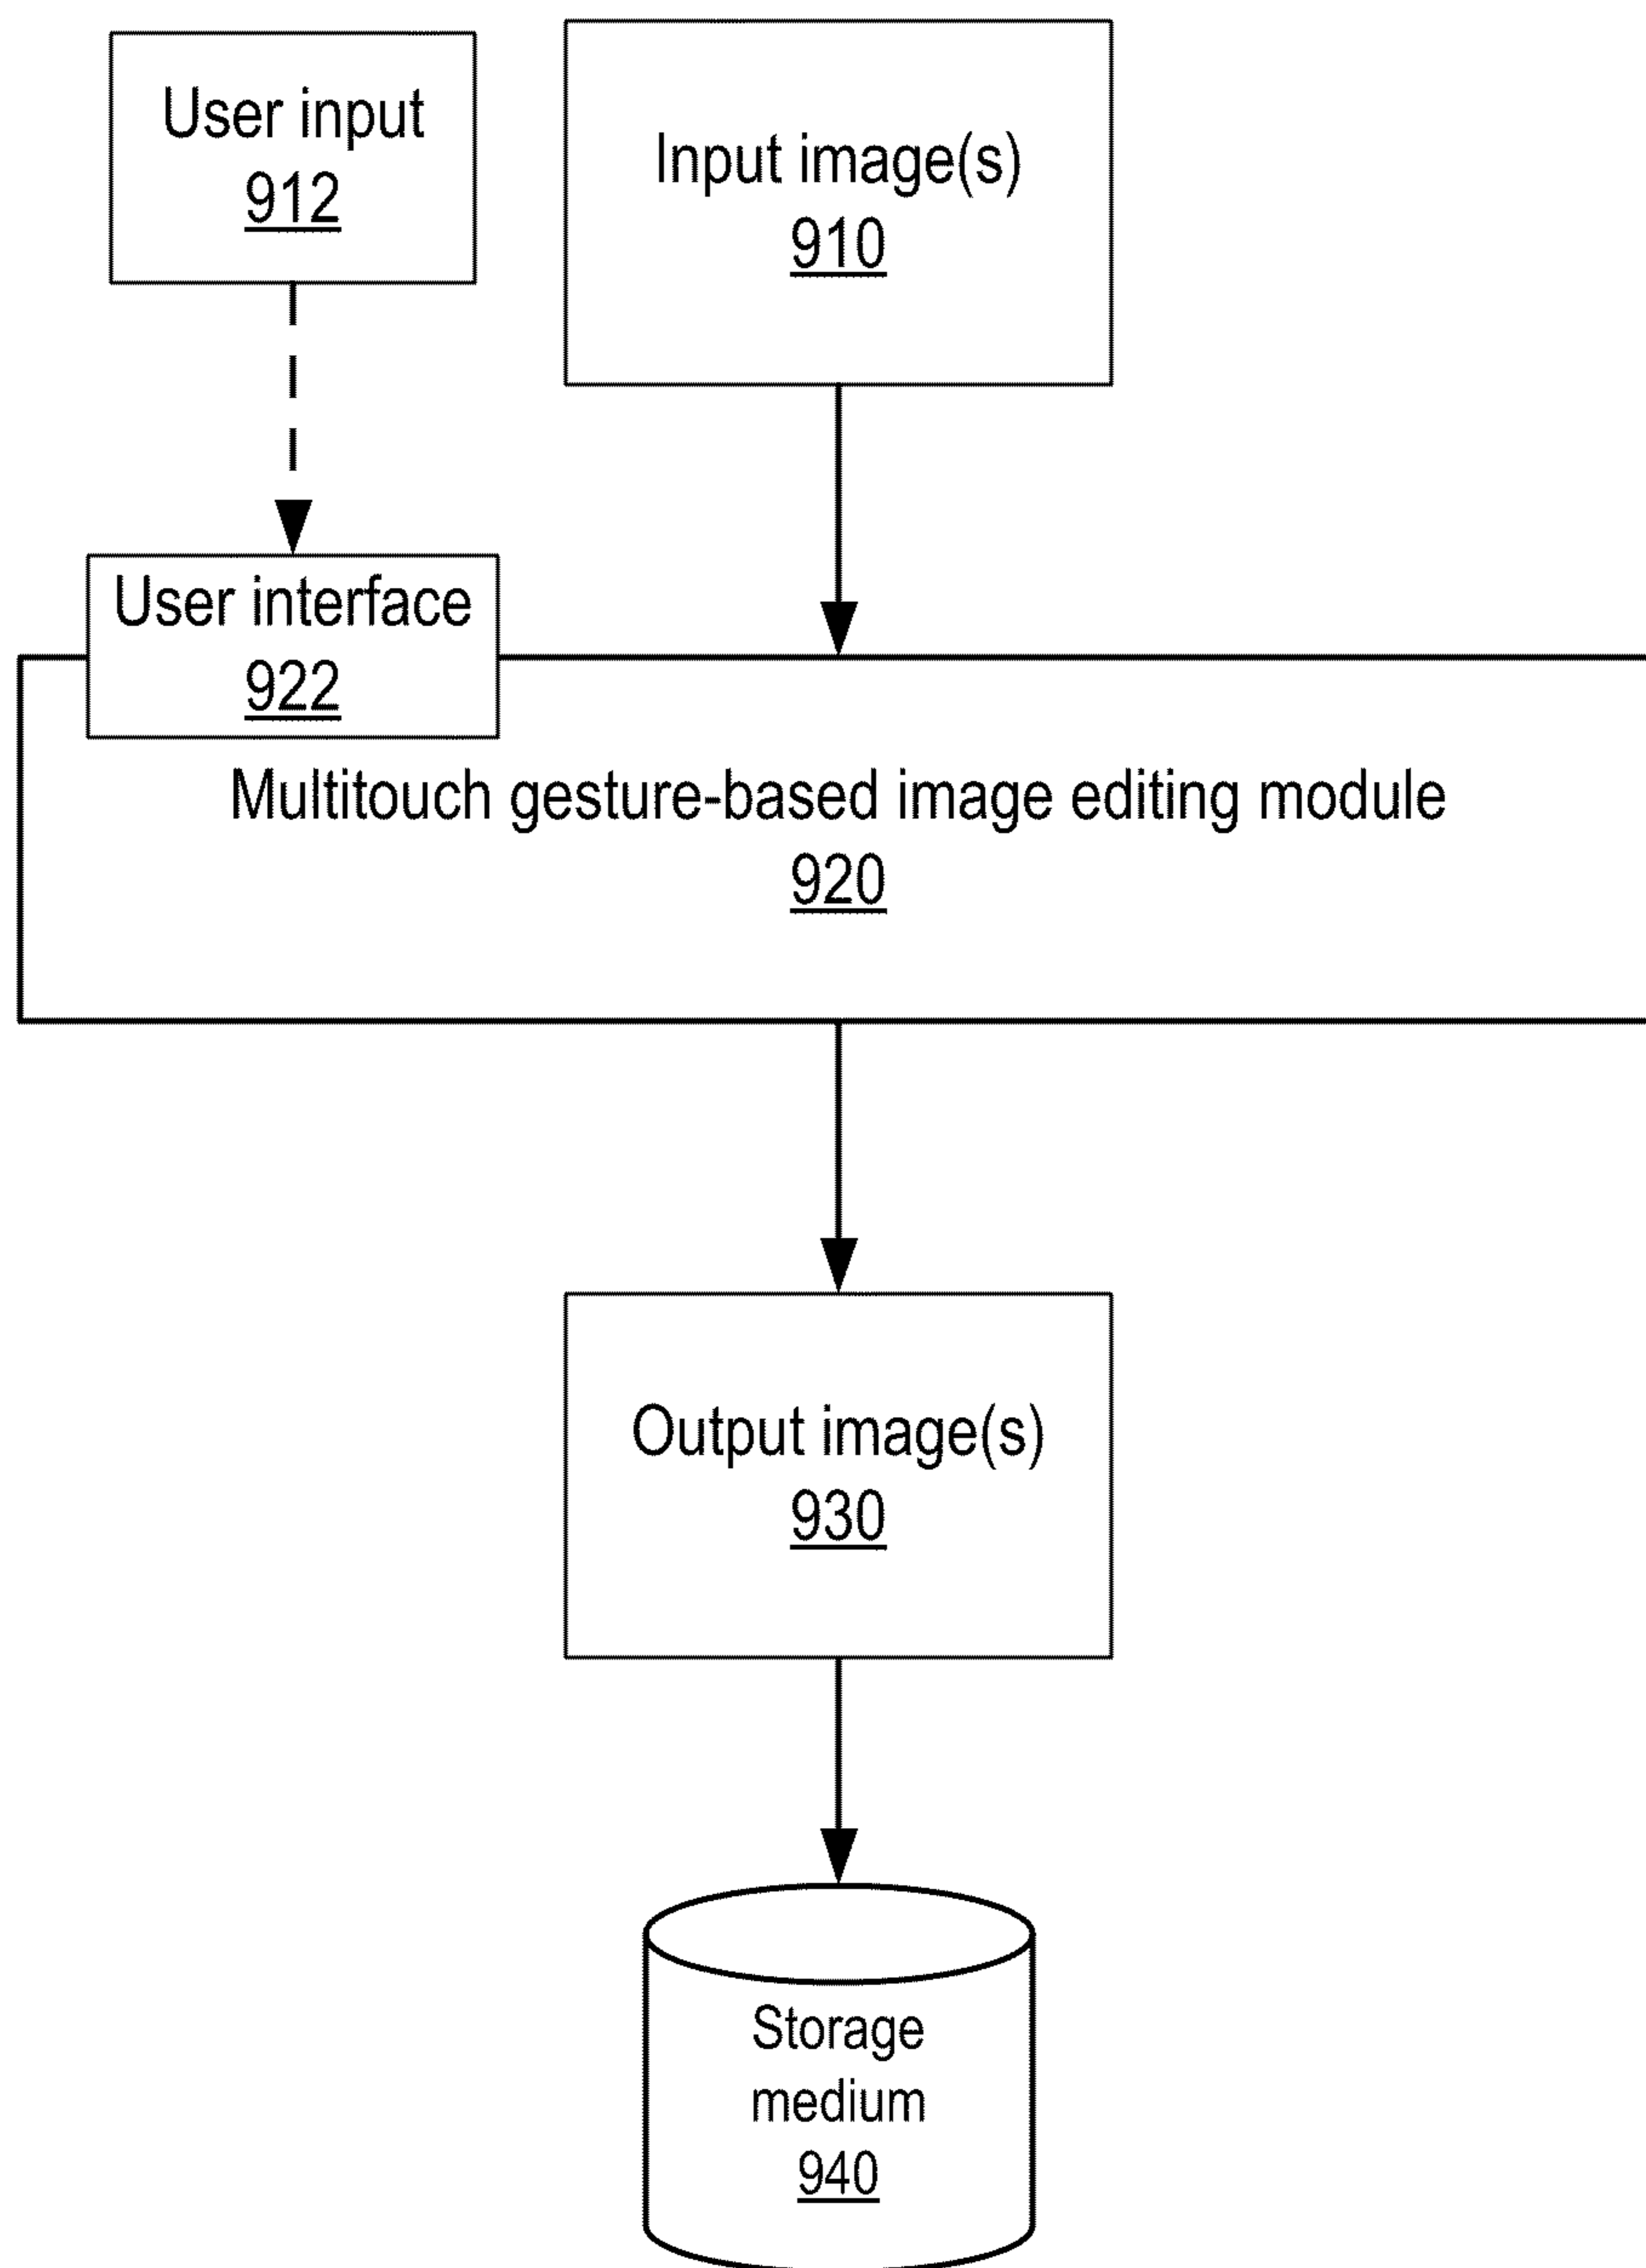 User input
912
Input image(s)
910
User interface
922
Multitouch gesture-based image editing module
920
Output image(s)
930
Storage
medium
940